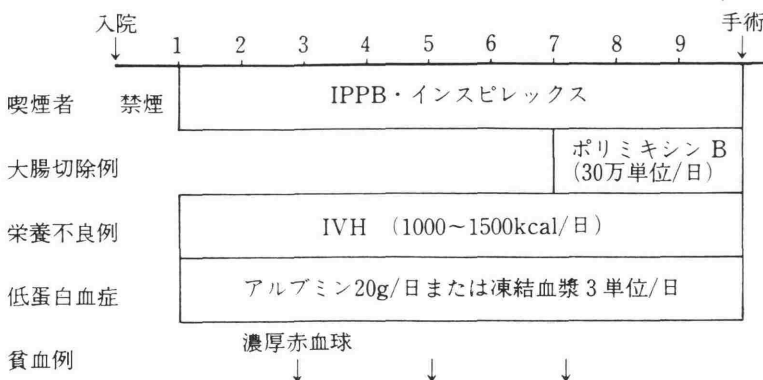 入院 手術
1 2 3 4 5 6 7 8 9
喫煙者 禁煙 IPPB・インスピレックス
大腸切除例 ポリミキシン B
(30万単位/日)
栄養不良例 IVH (1000~1500kcal/日)
低蛋白血症 アルブミン20g/日または凍結血漿3単位/日
濃厚赤血球
貧血例